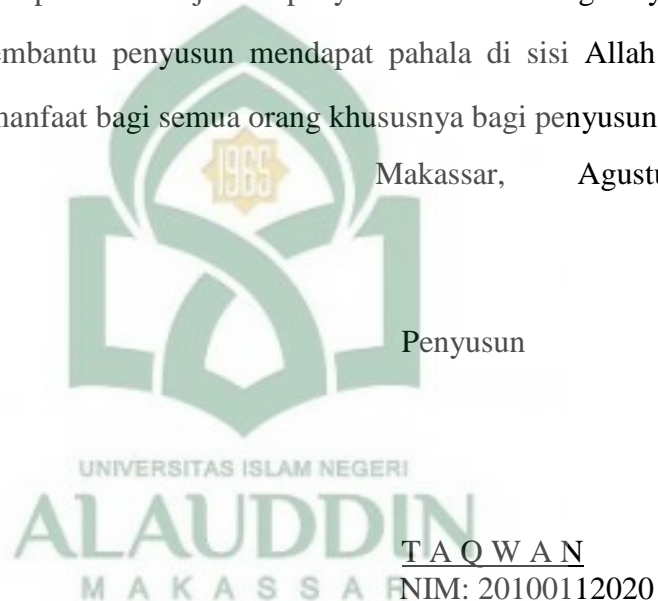 embantu penyusun mendapat pahala di sisi Allah
manfaat bagi semua orang khususnya bagi penyusun
1965
Makassar, Agustu
Penyusun
UNIVERSITAS ISLAM NEGERI
ALAUDDIN
MAKASSAR
T A Q W A N
NIM: 20100112020